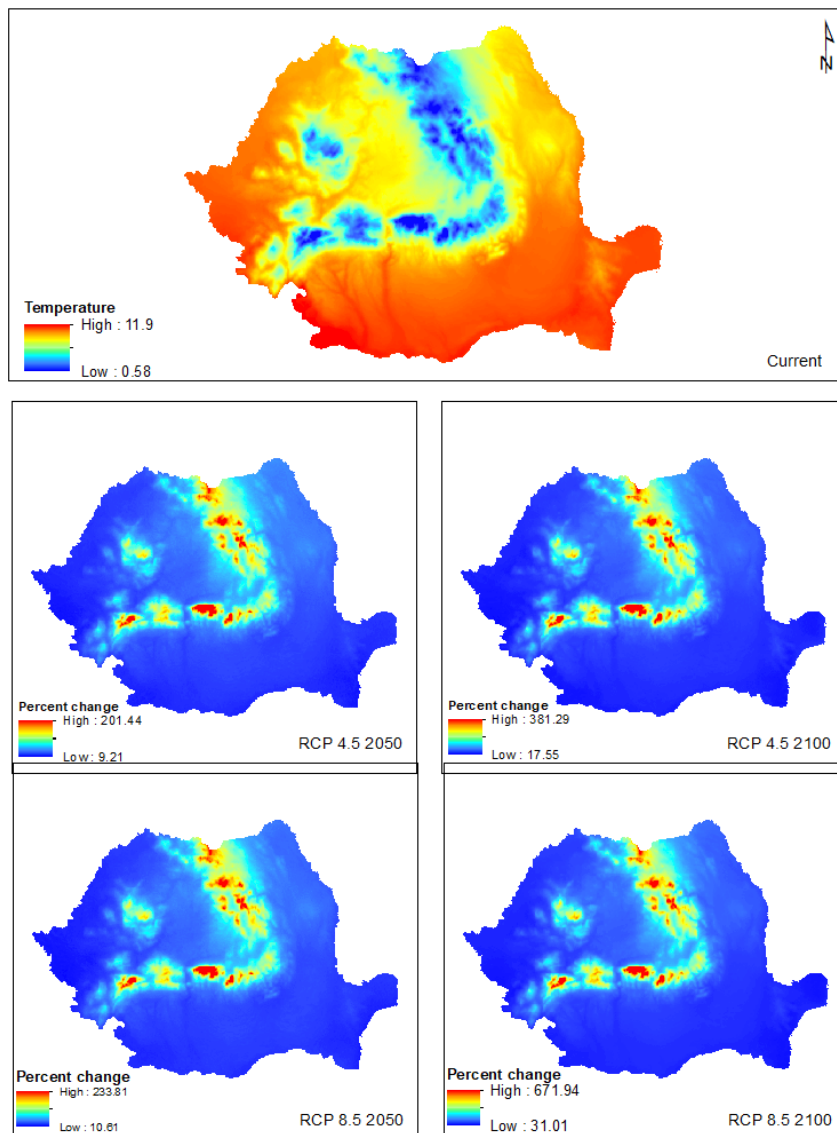 N
Temperature
High : 11.9
Low : 0.58
Current
Percent change
High : 201.44
Low : 9.21
RCP 4.5 2050
Percent change
High : 381.29
Low : 17.55
RCP 4.5 2100
Percent change
High : 233.81
Low : 10.61
RCP 8.5 2050
Percent change
High : 671.94
Low : 31.01
RCP 8.5 2100